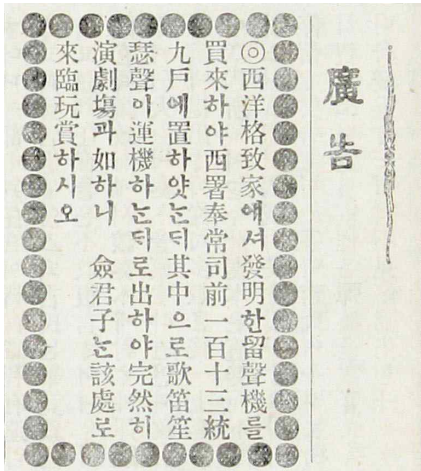 廣告
◎西洋格致家에셔發明한留聲機를
買來하야西署奉常司前一百十三統
九戶에置하얏는듸其中으로歌笛笙
瑟聲이運機하는듸로出하야完然히
演劇塲과如하니 僉君子는該處로
來臨玩賞하시오